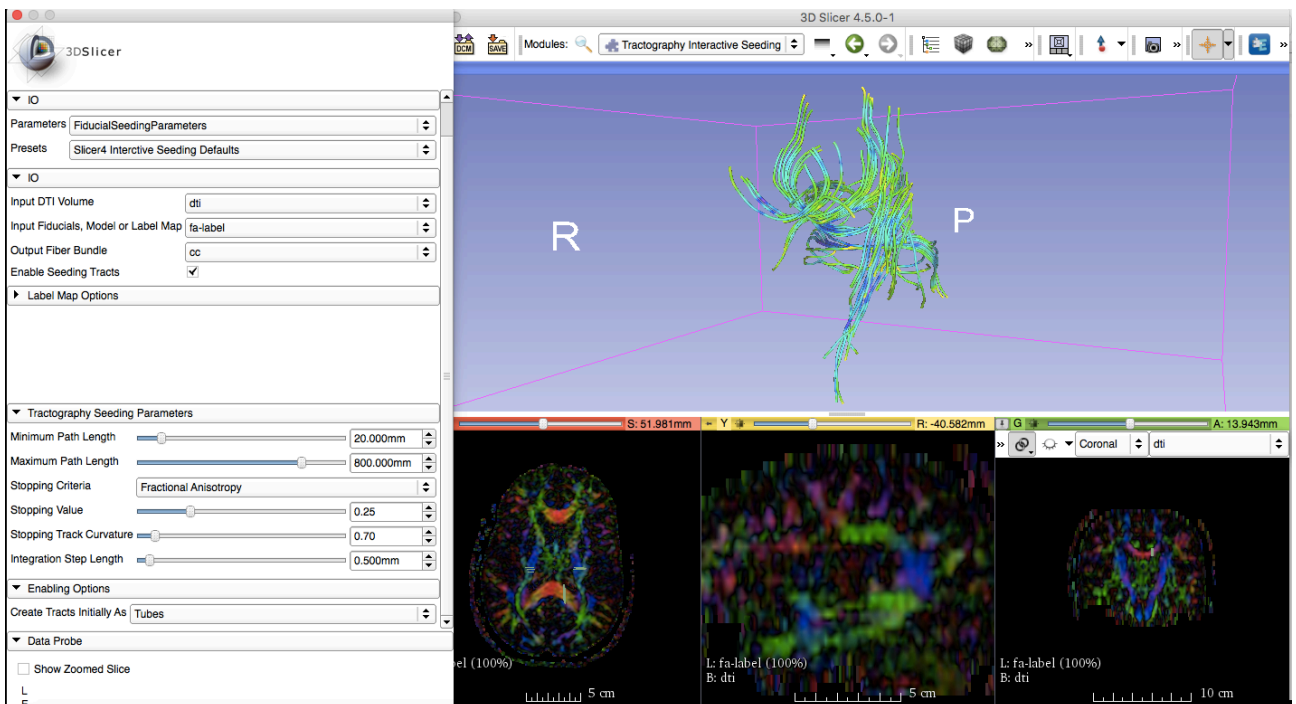 3D Slicer 4.5.0-1
3DSlicer
DCM SAVE Modules: Tractography Interactive Seeding » » »
IO
Parameters FiducialSeedingParameters
Presets Slicer4 Interctive Seeding Defaults
IO
Input DTI Volume dti
Input Fiducials, Model or Label Map fa-label
Output Fiber Bundle cc
Enable Seeding Tracts
Label Map Options
Tractography Seeding Parameters
Minimum Path Length 20.000mm
Maximum Path Length 800.000mm
Stopping Criteria Fractional Anisotropy
Stopping Value 0.25
Stopping Track Curvature 0.70
Integration Step Length 0.500mm
Enabling Options
Create Tracts Initially As Tubes
Data Probe
Show Zoomed Slice
L
R P
S: 51.981mm Y R: -40.582mm G A: 13.943mm
» Coronal dti
bel (100%)
5 cm
L: fa-label (100%)
B: dti
5 cm
L: fa-label (100%)
B: dti
10 cm